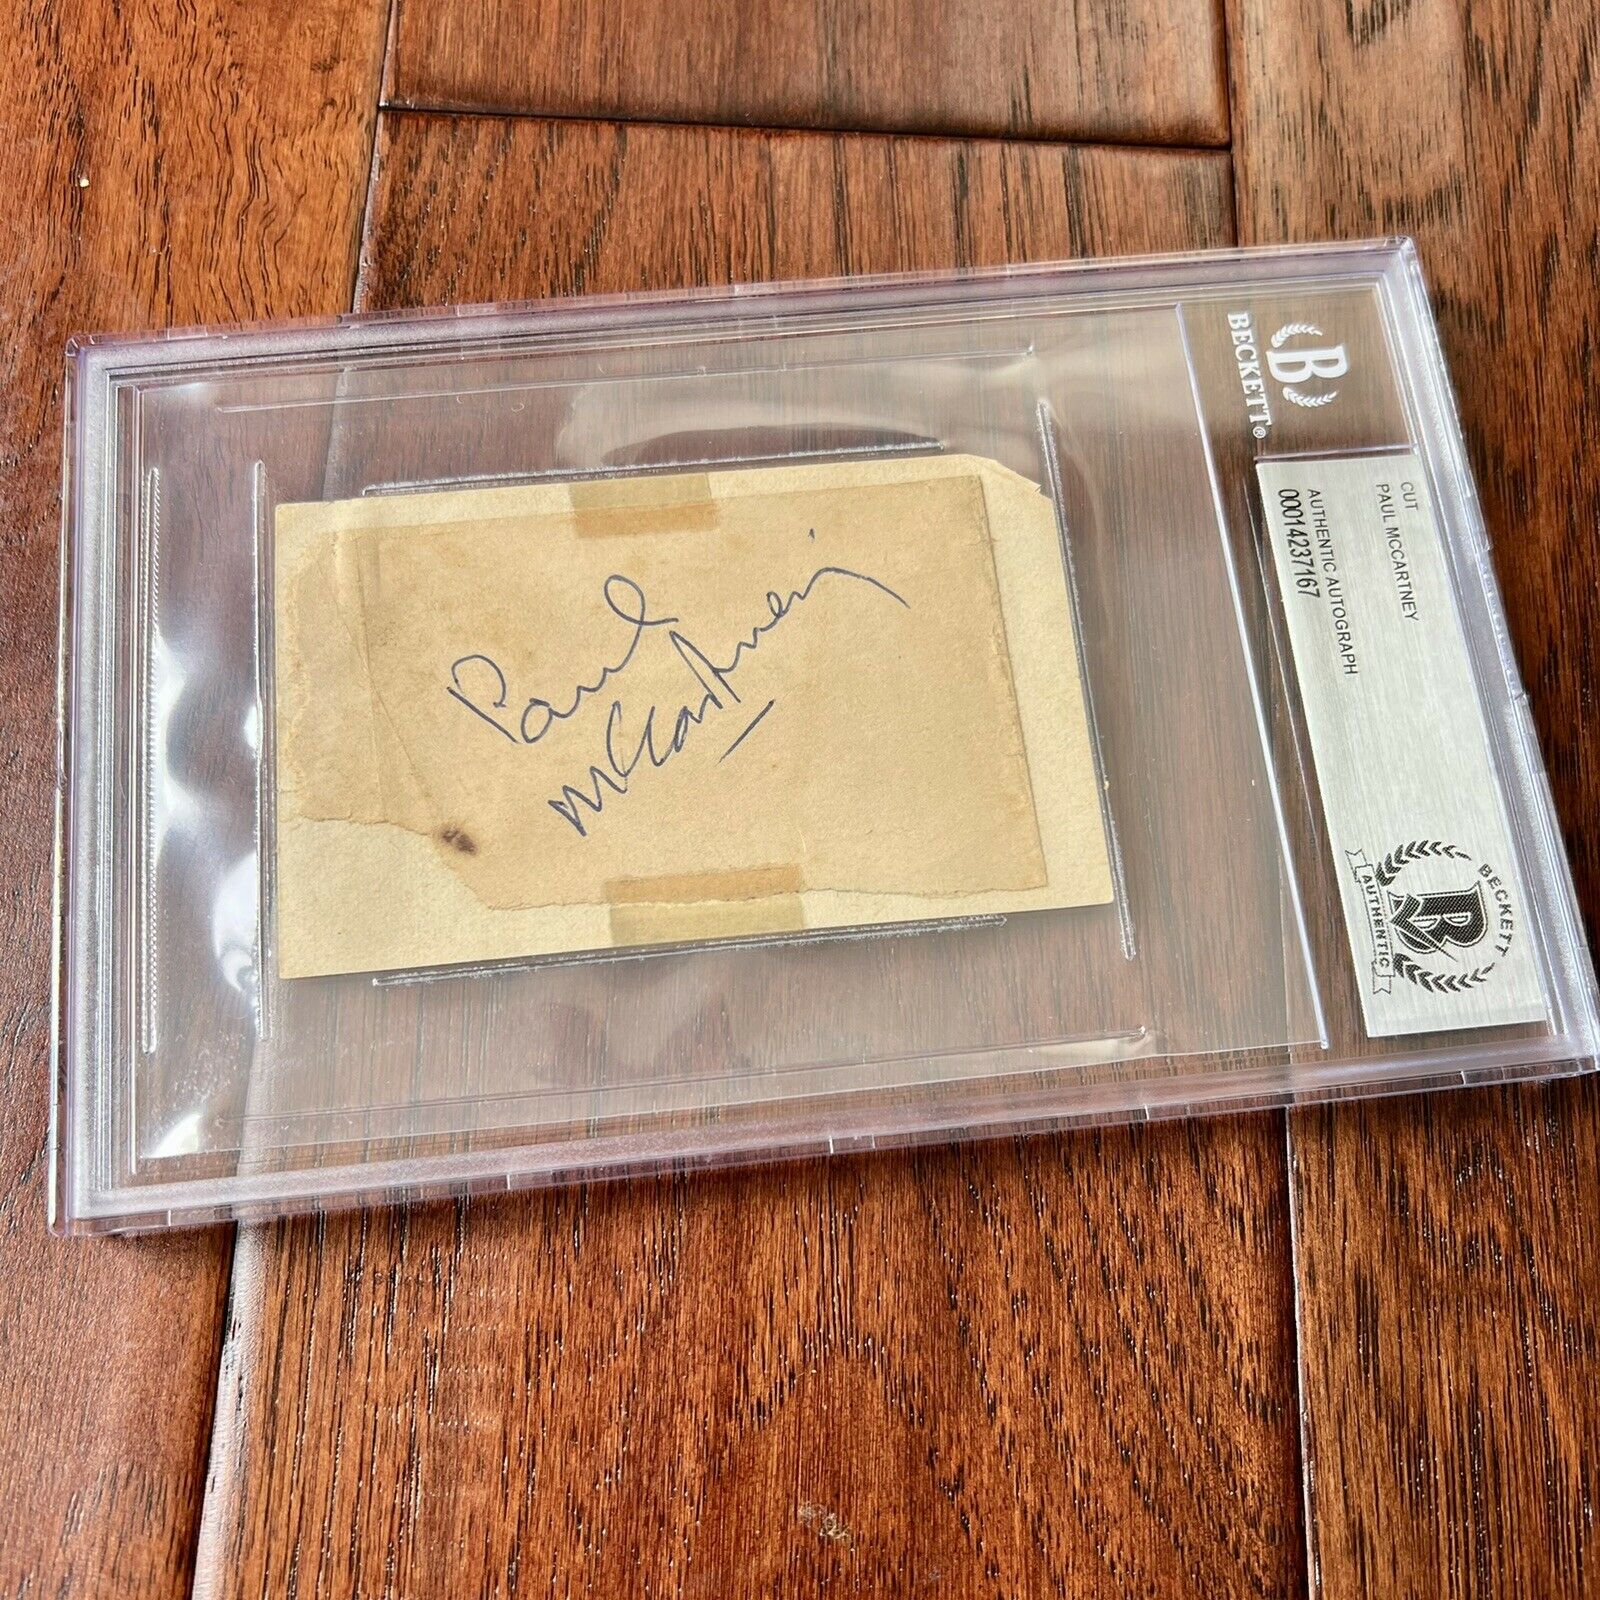 Paul
McCartney
BECKETT®
CUT
PAUL MCCARTNEY
AUTHENTIC AUTOGRAPH
0001423767
BECKETT
B
AUTHENTIC